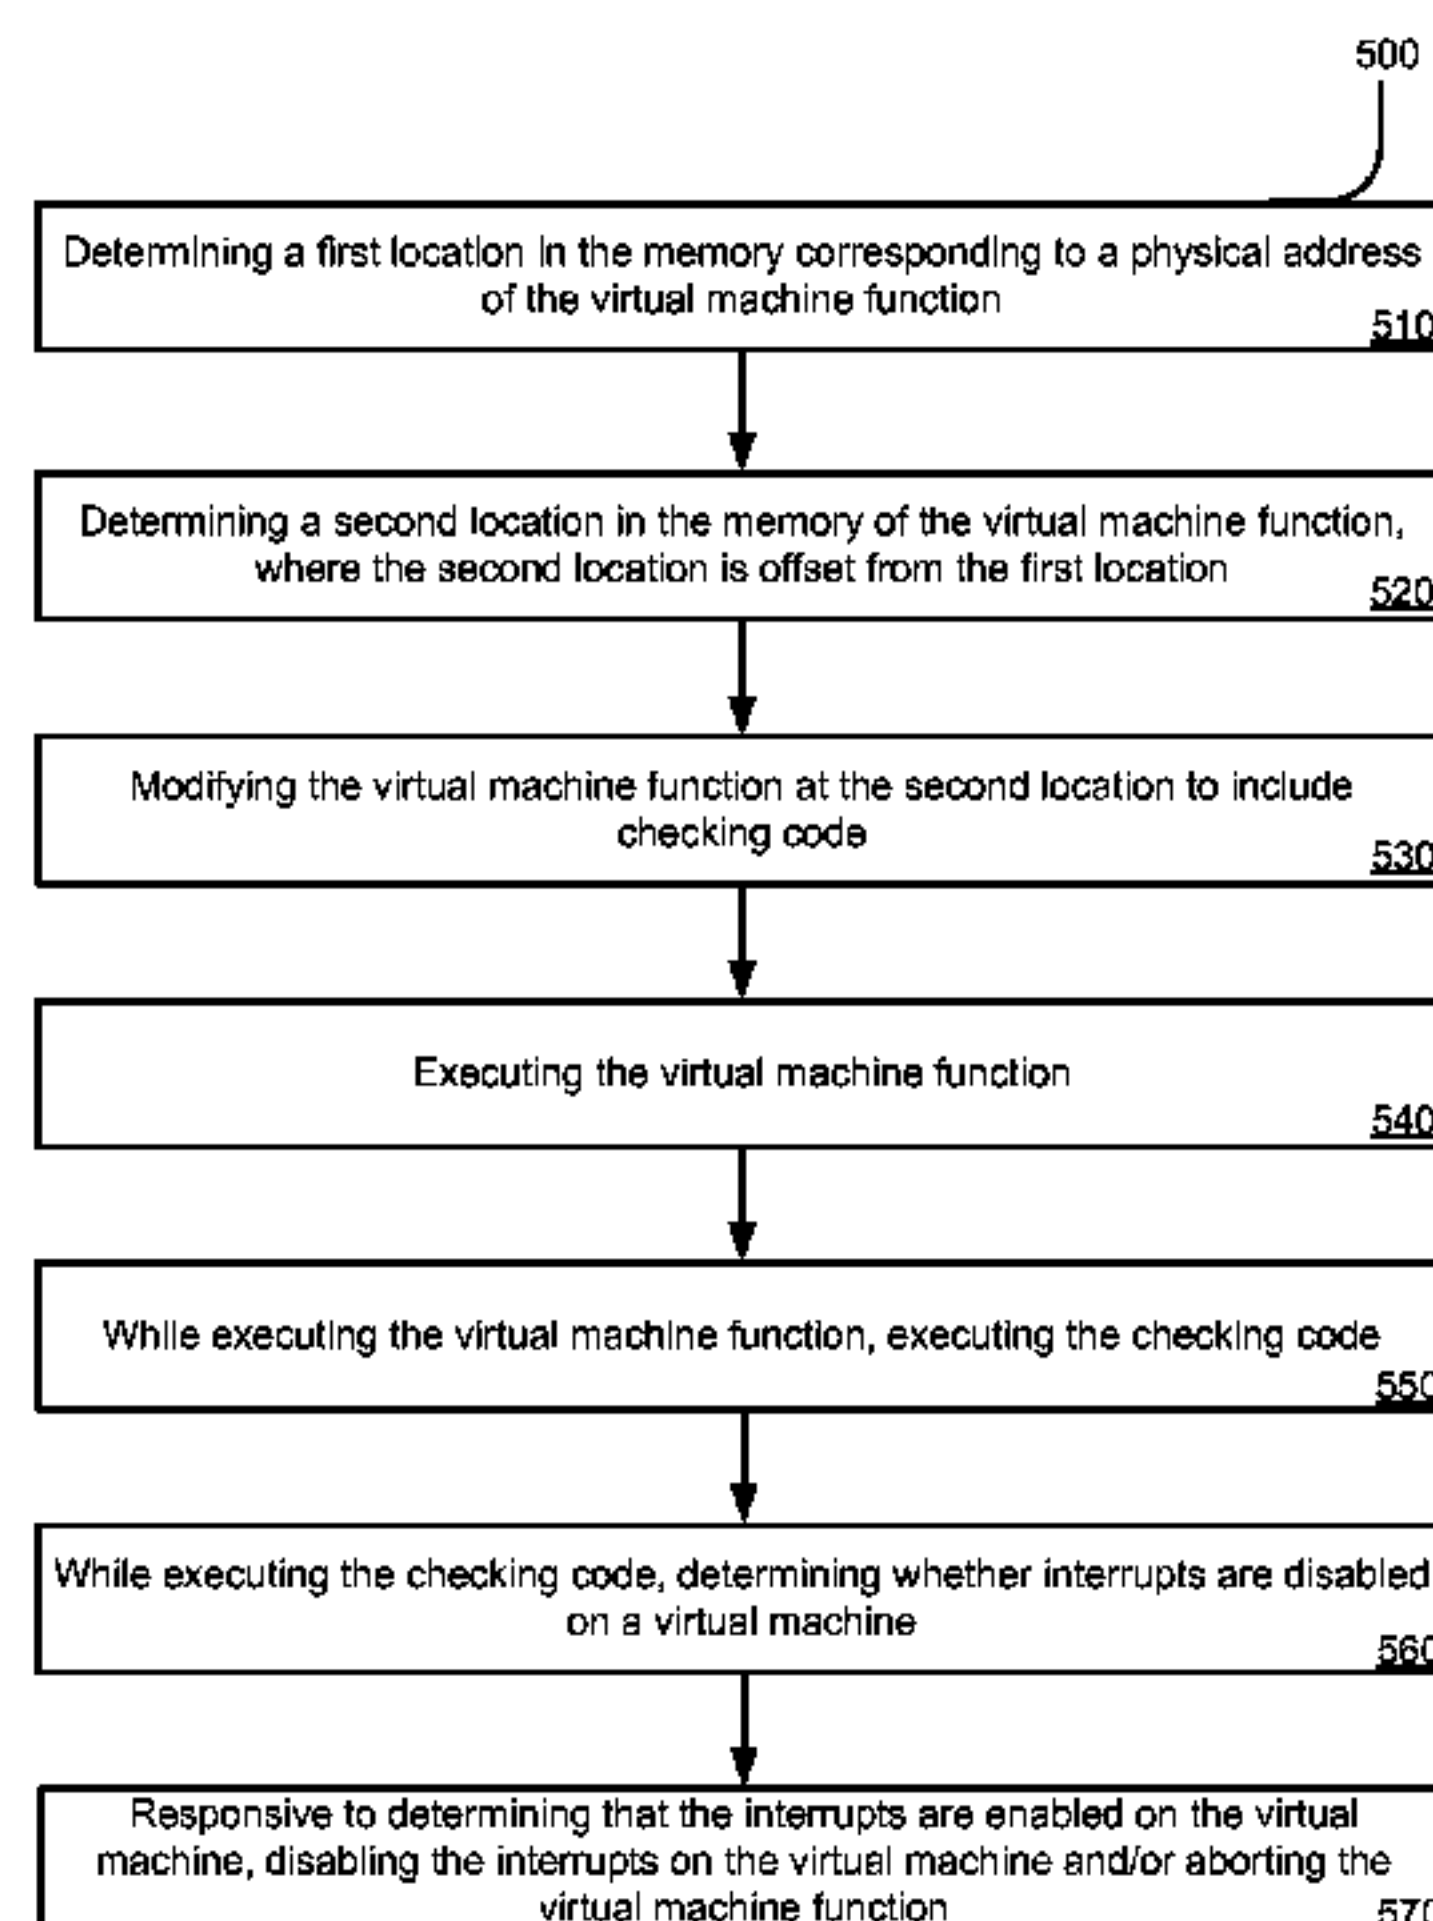 500
Determining a first location in the memory corresponding to a physical address
of the virtual machine function
510
Determining a second location in the memory of the virtual machine function,
where the second location is offset from the first location
520
Modifying the virtual machine function at the second location to include
checking code
530
Executing the virtual machine function
540
While executing the virtual machine function, executing the checking code
550
While executing the checking code, determining whether interrupts are disabled
on a virtual machine
560
Responsive to determining that the interrupts are enabled on the virtual
machine, disabling the interrupts on the virtual machine and/or aborting the
virtual machine function
570